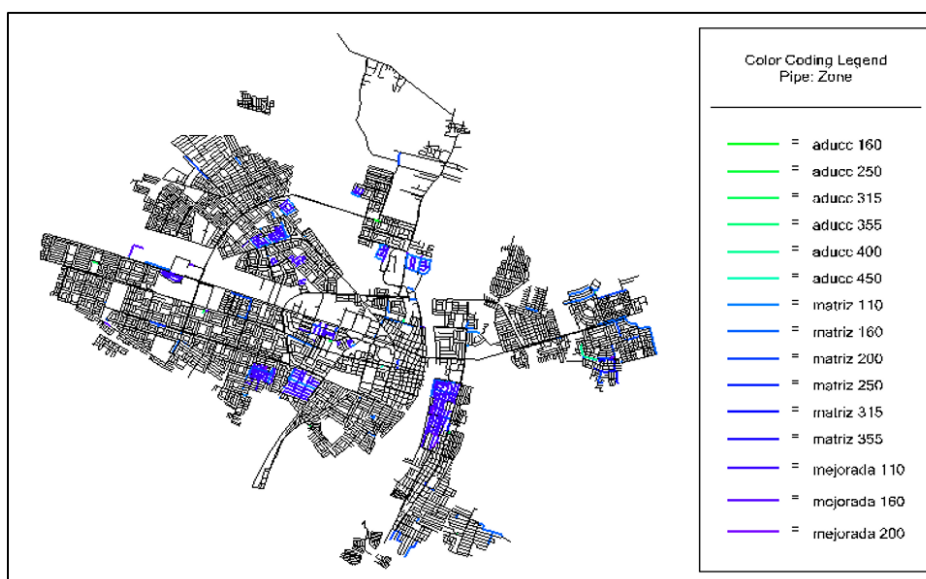 Color Coding Legend
Pipe: Zone
= aducc 160
= aducc 250
= aducc 315
= aducc 355
= aducc 400
= aducc 450
= matriz 110
= matriz 160
= matriz 200
= matriz 250
= matriz 315
= matriz 355
= mejorada 110
= mejorada 160
= mejorada 200